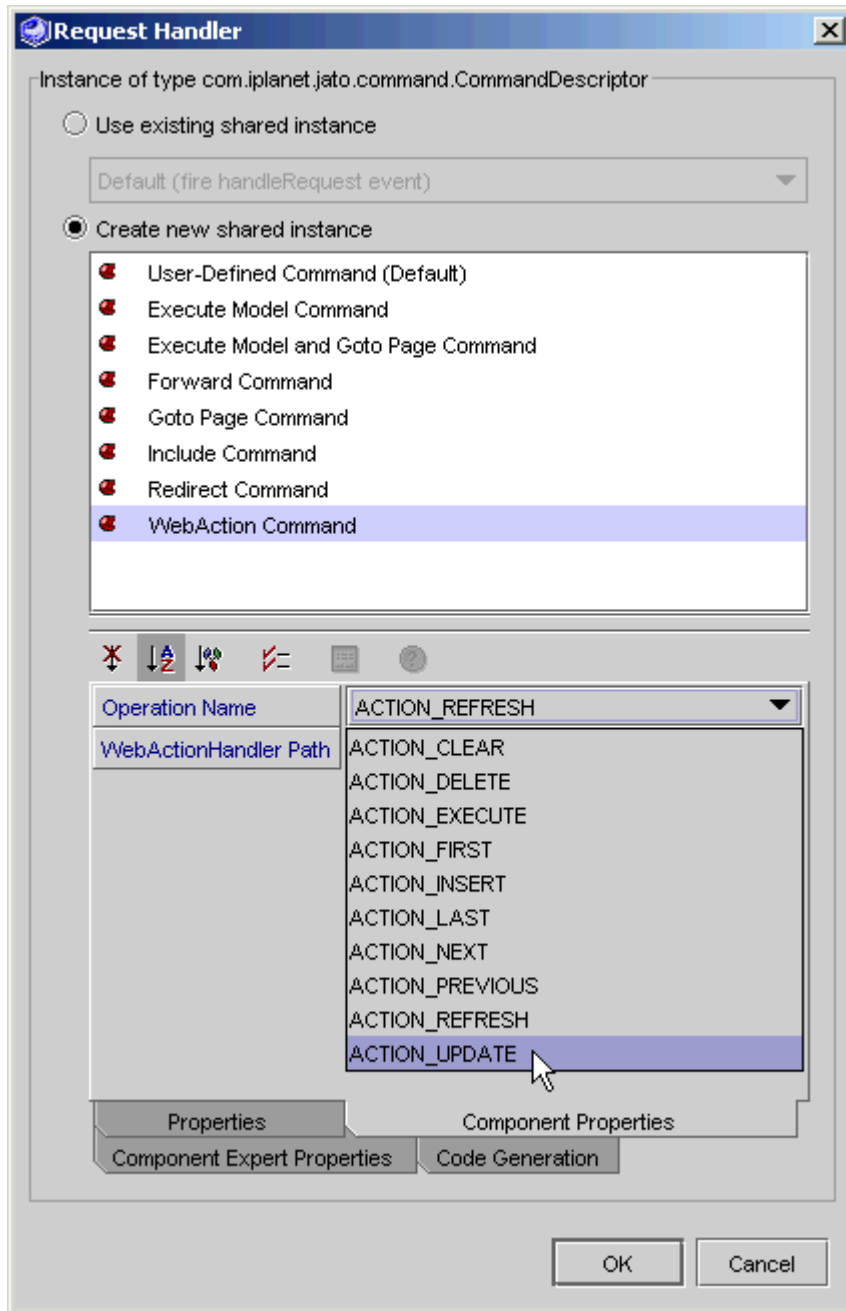 Request Handler
Instance of type com.iplanet.jato.command.CommandDescriptor
Use existing shared instance
Default (fire handleRequest event)
Create new shared instance
User-Defined Command (Default)
Execute Model Command
Execute Model and Goto Page Command
Forward Command
Goto Page Command
Include Command
Redirect Command
WebAction Command
Operation Name ACTION_REFRESH
WebActionHandler Path ACTION_CLEAR
ACTION_DELETE
ACTION_EXECUTE
ACTION_FIRST
ACTION_INSERT
ACTION_LAST
ACTION_NEXT
ACTION_PREVIOUS
ACTION_REFRESH
ACTION_UPDATE
Properties Component Properties
Component Expert Properties Code Generation
OK Cancel